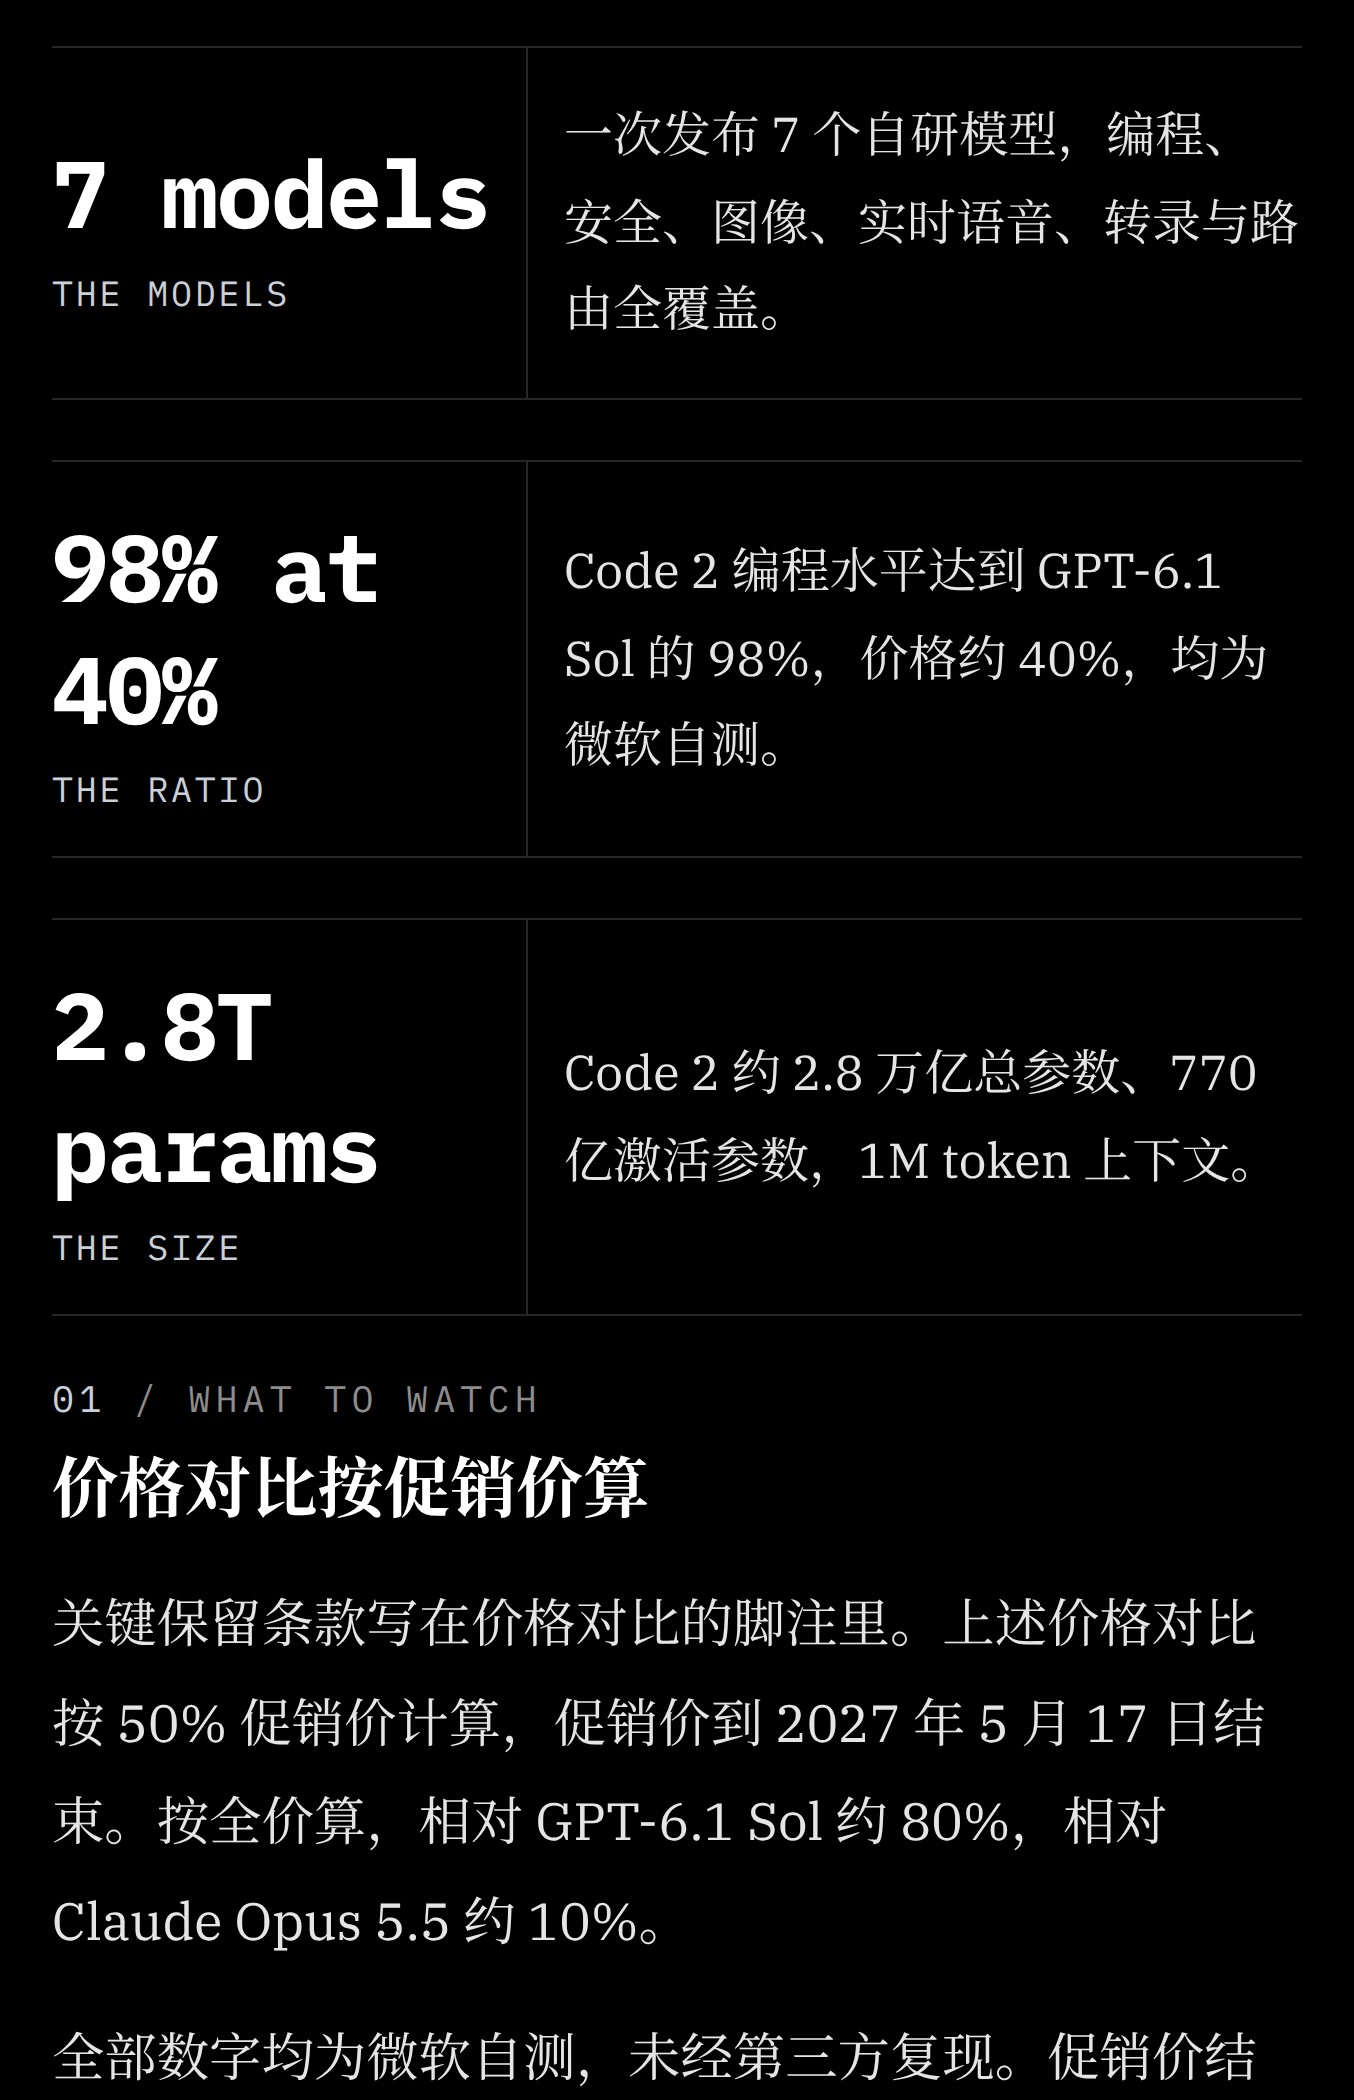 7 models
THE MODELS
一次发布 7 个自研模型，编程、
安全、图像、实时语音、转录与路
由全覆盖。
98% at
40%
THE RATIO
Code 2 编程水平达到 GPT-6.1
Sol 的 98%，价格约 40%，均为
微软自测。
2.8T
params
THE SIZE
Code 2 约 2.8 万亿总参数、770
亿激活参数，1M token 上下文。
01 / WHAT TO WATCH
价格对比按促销价算
关键保留条款写在价格对比的脚注里。上述价格对比
按 50% 促销价计算，促销价到 2027 年 5 月 17 日结
束。按全价算，相对 GPT-6.1 Sol 约 80%，相对
Claude Opus 5.5 约 10%。
全部数字均为微软自测，未经第三方复现。促销价结